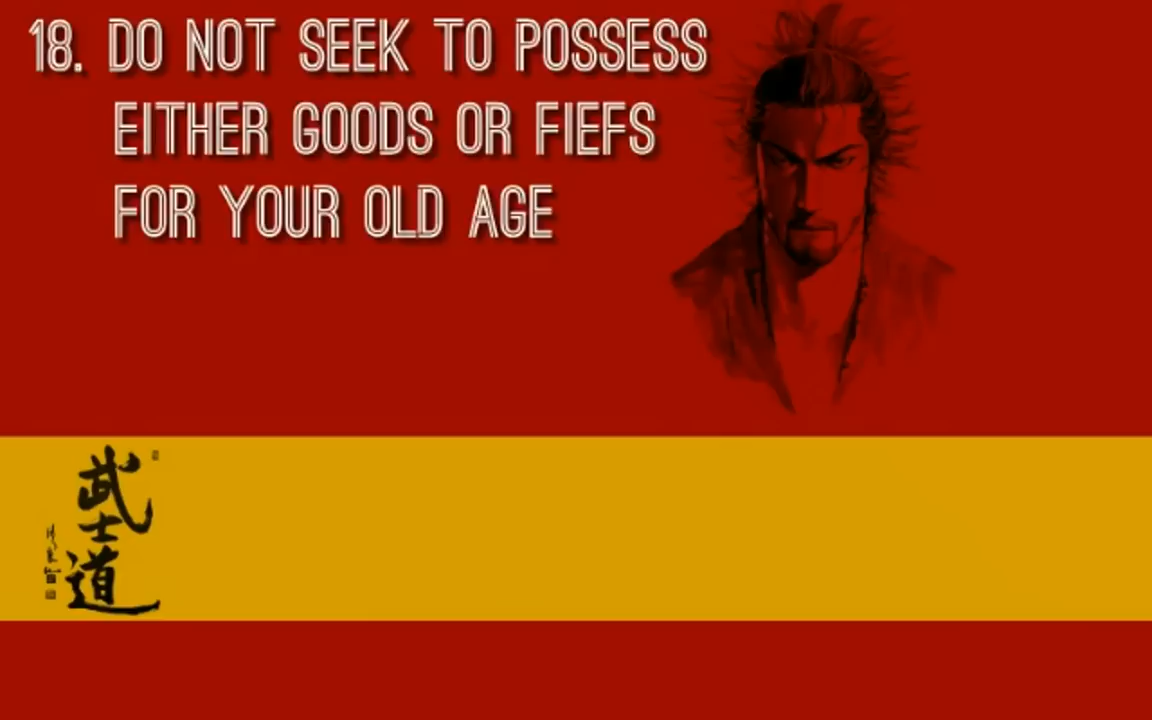 18. DO NOT SEEK TO POSSESS
EITHER GOODS OR FIEFS
FOR YOUR OLD AGE
武士道